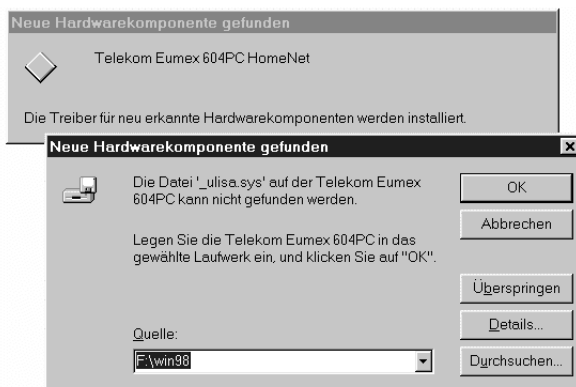 Neue Hardwarekomponente gefunden
Telekom Eumex 604PC HomeNet
Die Treiber für neu erkannte Hardwarekomponenten werden installiert.
Neue Hardwarekomponente gefunden
Die Datei '_ulisa.sys' auf der Telekom Eumex
604PC kann nicht gefunden werden.
Legen Sie die Telekom Eumex 604PC in das
gewählte Laufwerk ein, und klicken Sie auf "OK".
Quelle:
F:\win98
OK
Abbrechen
Überspringen
Details...
Durchsuchen...